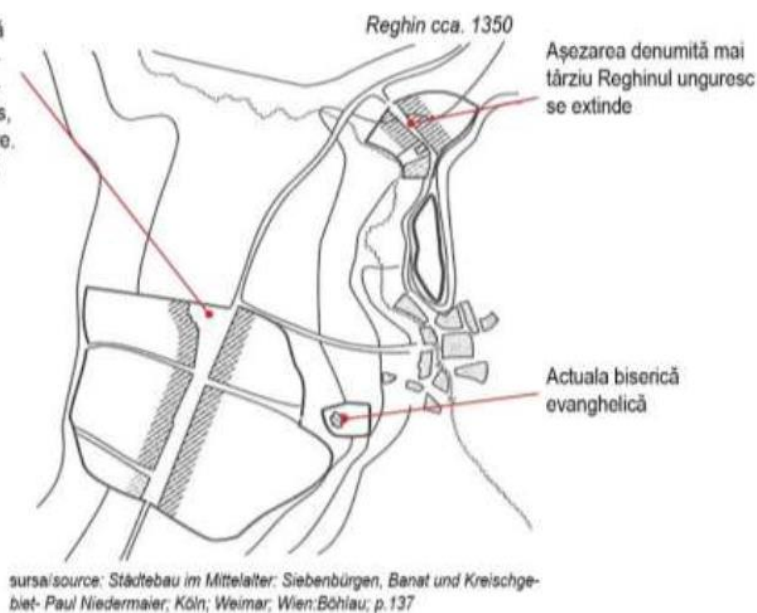 Reghin cca. 1350
Așezarea denumită mai
târziu Reghinul unguresc
se extinde
Actuala biserică
evanghelică
sursa/source: Städtebau im Mittelalter: Siebenbürgen, Banat und Kreischge-
biet- Paul Niedermaier; Köln; Weimar; Wien:Böhlau; p.137